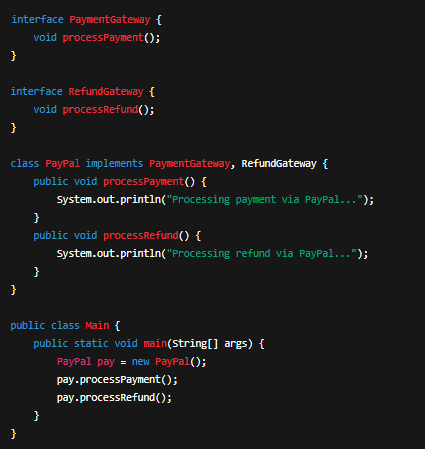 interface PaymentGateway {
    void processPayment();
}

interface RefundGateway {
    void processRefund();
}

class PayPal implements PaymentGateway, RefundGateway {
    public void processPayment() {
        System.out.println("Processing payment via PayPal...");
    }
    public void processRefund() {
        System.out.println("Processing refund via PayPal...");
    }
}

public class Main {
    public static void main(String[] args) {
        PayPal pay = new PayPal();
        pay.processPayment();
        pay.processRefund();
    }
}